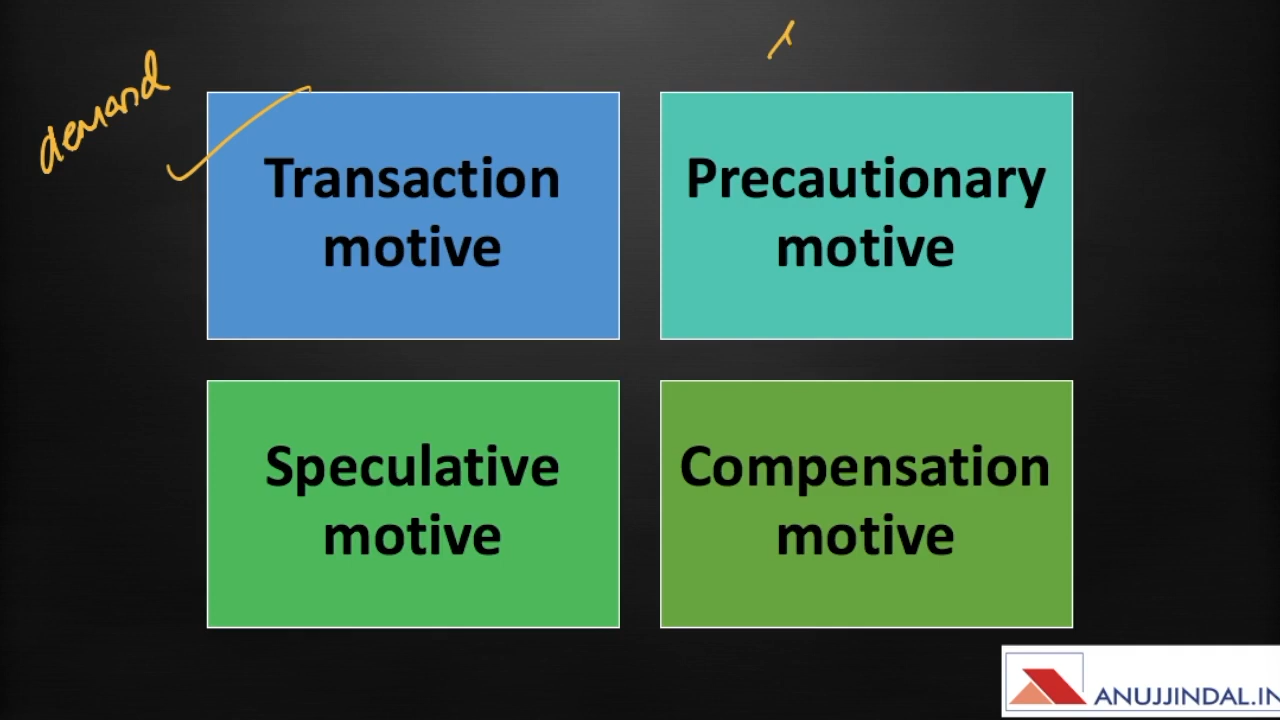 demand
Transaction
motive
Precautionary
motive
Speculative
motive
Compensation
motive
ANUJJINDAL.IN